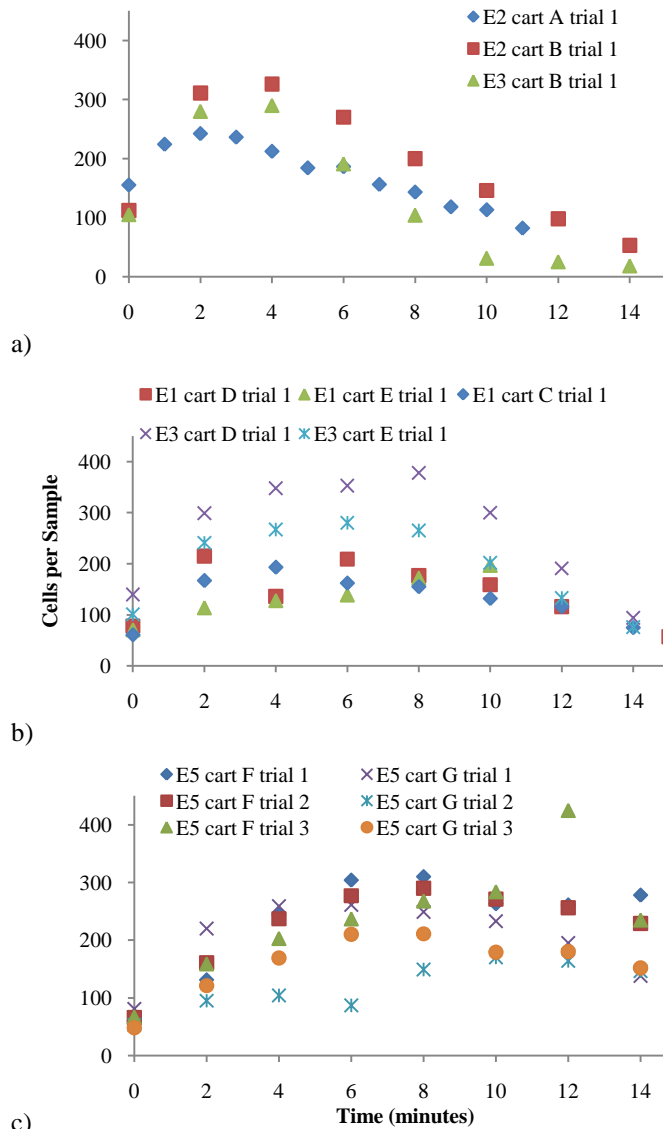 E2 cart A trial 1
E2 cart B trial 1
E3 cart B trial 1
400
300
200
100
0
0 2 4 6 8 10 12 14
a)
E1 cart D trial 1 E1 cart E trial 1 E1 cart C trial 1
E3 cart D trial 1 E3 cart E trial 1
Cells per Sample
400
300
200
100
0
0 2 4 6 8 10 12 14
b)
E5 cart F trial 1 E5 cart G trial 1
E5 cart F trial 2 E5 cart G trial 2
E5 cart F trial 3 E5 cart G trial 3
400
300
200
100
0
0 2 4 6 8 10 12 14
Time (minutes)
c)